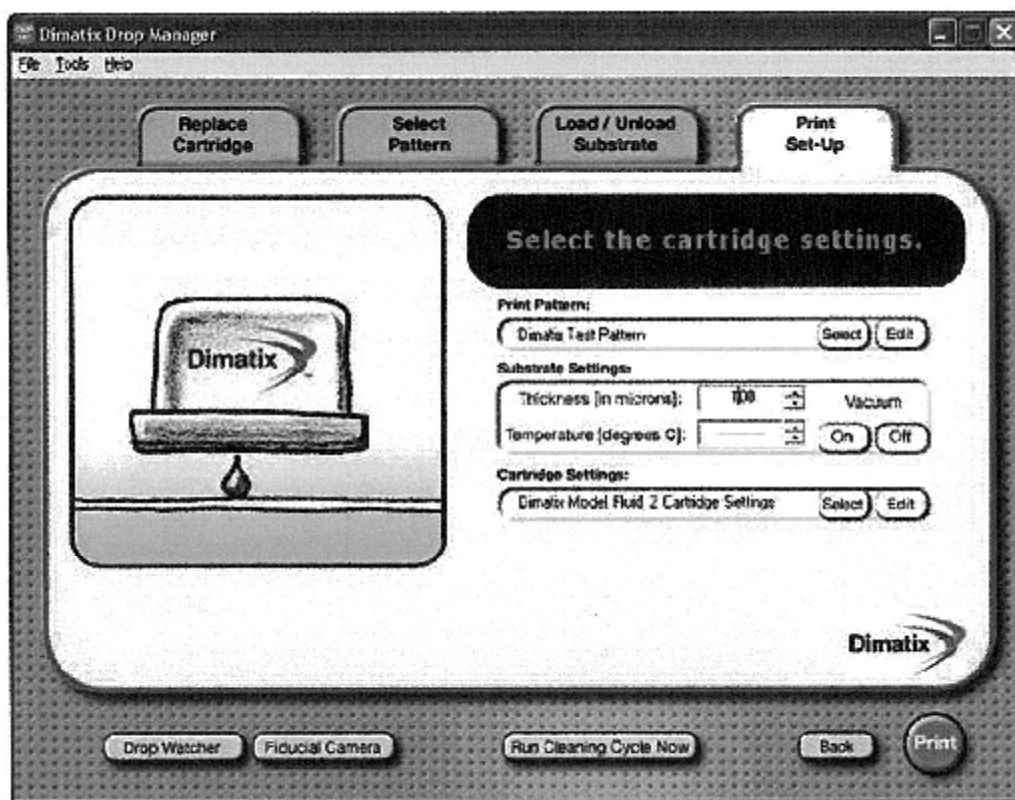 Dimatix Drop Manager
File Tools Help
Replace Cartridge
Select Pattern
Load / Unload Substrate
Print Set-Up
Dimatix
Select the cartridge settings.
Print Pattern:
Dimatix Test Pattern Select Edit
Substrate Settings:
Thickness (in microns): Vacuum
Temperature (degrees C): On Off
Cartridge Settings:
Dimatix Model Fluid 2 Cartridge Settings Select Edit
Dimatix
Drop Watcher Fiducial Camera Run Cleaning Cycle Now Back Print